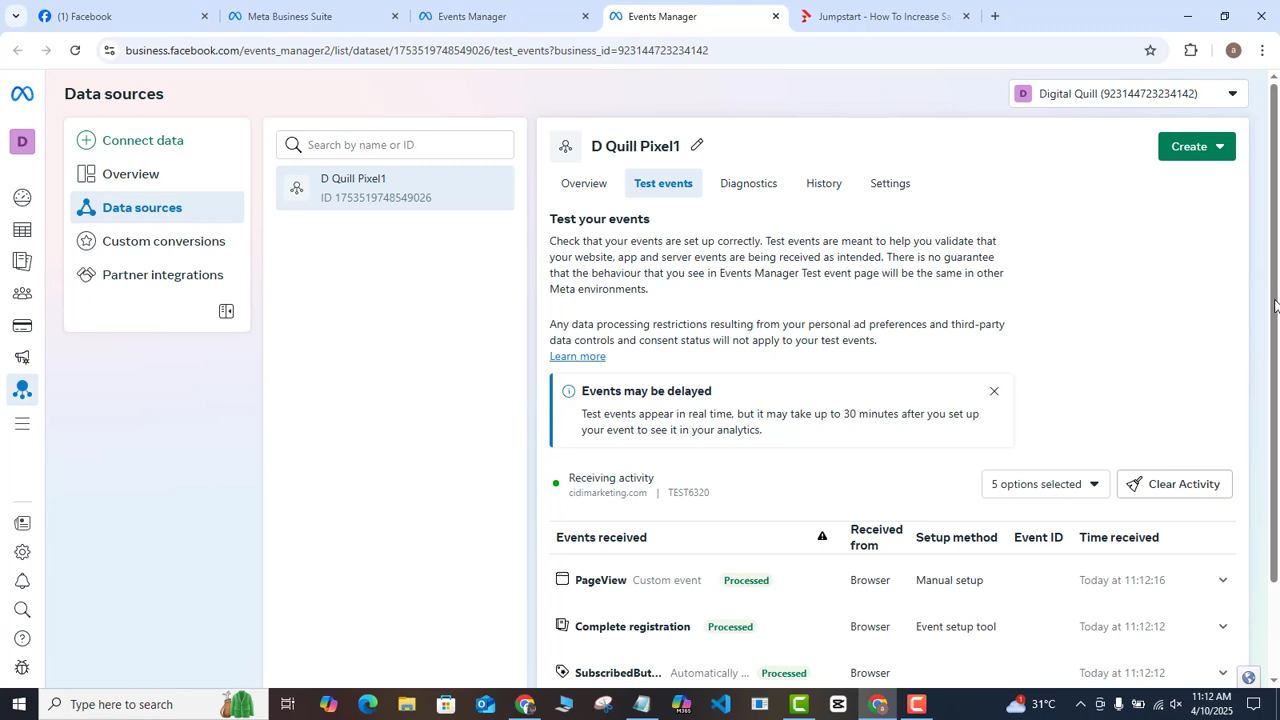 (1) Facebook
Meta Business Suite
Events Manager
Events Manager
Jumpstart - How To Increase Sa
business.facebook.com/events_manager2/list/dataset/1753519748549026/test_events?business_id=923144723234142
a
Data sources
D Digital Quill (923144723234142)
D
Connect data
Overview
Data sources
Custom conversions
Partner integrations
Search by name or ID
D Quill Pixel1
ID 1753519748549026
D Quill Pixel1
Create
Overview
Test events
Diagnostics
History
Settings
Test your events
Check that your events are set up correctly. Test events are meant to help you validate that
your website, app and server events are being received as intended. There is no guarantee
that the behaviour that you see in Events Manager Test event page will be the same in other
Meta environments.
Any data processing restrictions resulting from your personal ad preferences and third-party
data controls and consent status will not apply to your test events.
Learn more
Events may be delayed
Test events appear in real time, but it may take up to 30 minutes after you set up
your event to see it in your analytics.
Receiving activity
cidimarketing.com | TEST6320
5 options selected
Clear Activity
Events received
Received
from
Setup method
Event ID
Time received
PageView Custom event Processed Browser Manual setup Today at 11:12:16
Complete registration Processed Browser Event setup tool Today at 11:12:12
SubscribedBut... Automatically ... Processed Browser Today at 11:12:12
Type here to search
M365
31°C
11:12 AM
4/10/2025